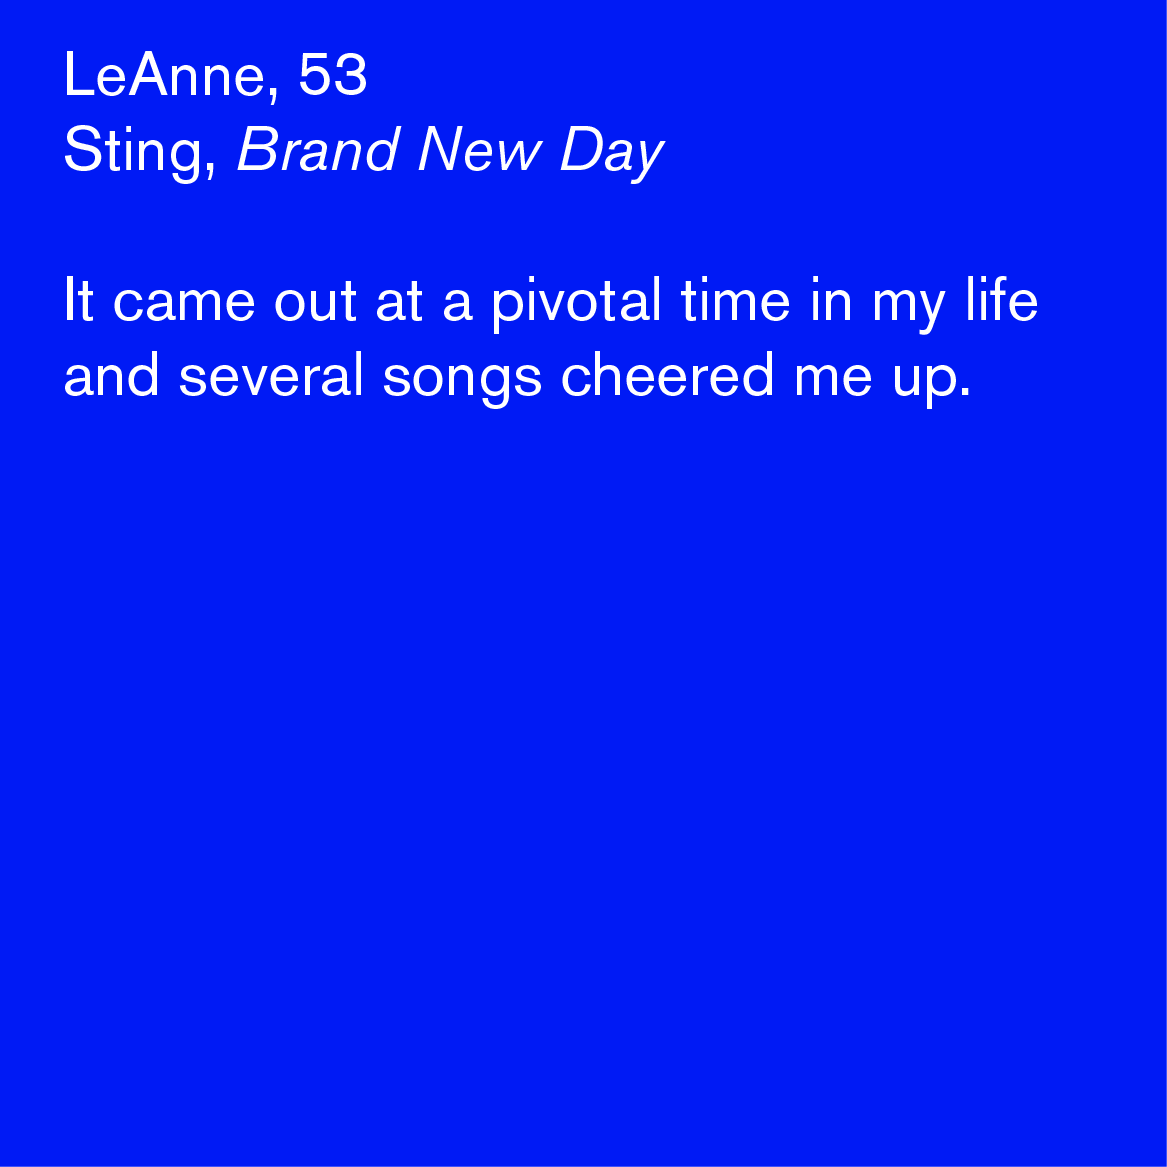 LeAnne, 53
Sting, Brand New Day
It came out at a pivotal time in my life
and several songs cheered me up.